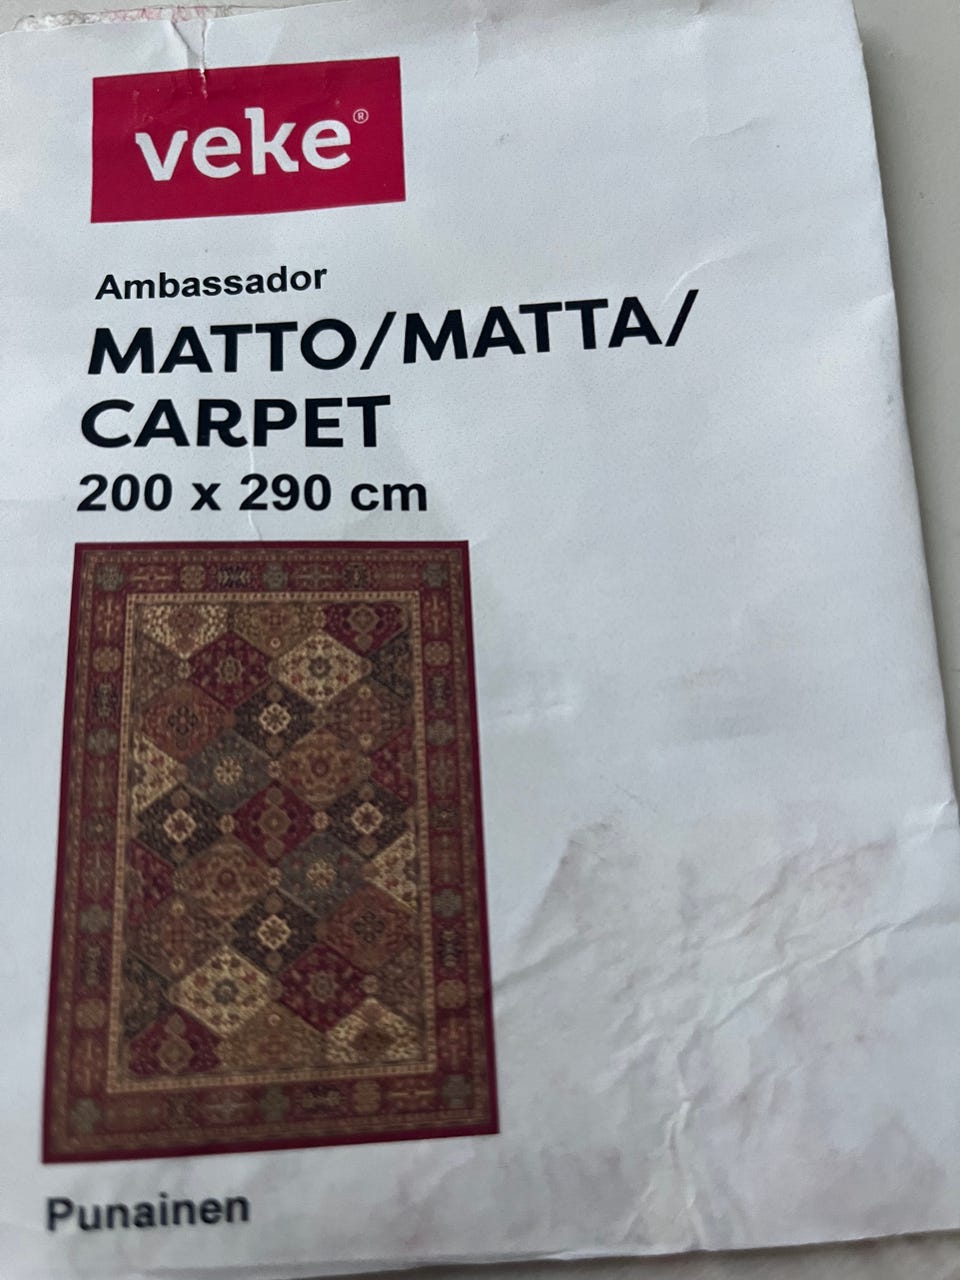 veke®
Ambassador
MATTO/MATTA/
CARPET
200 x 290 cm
Punainen